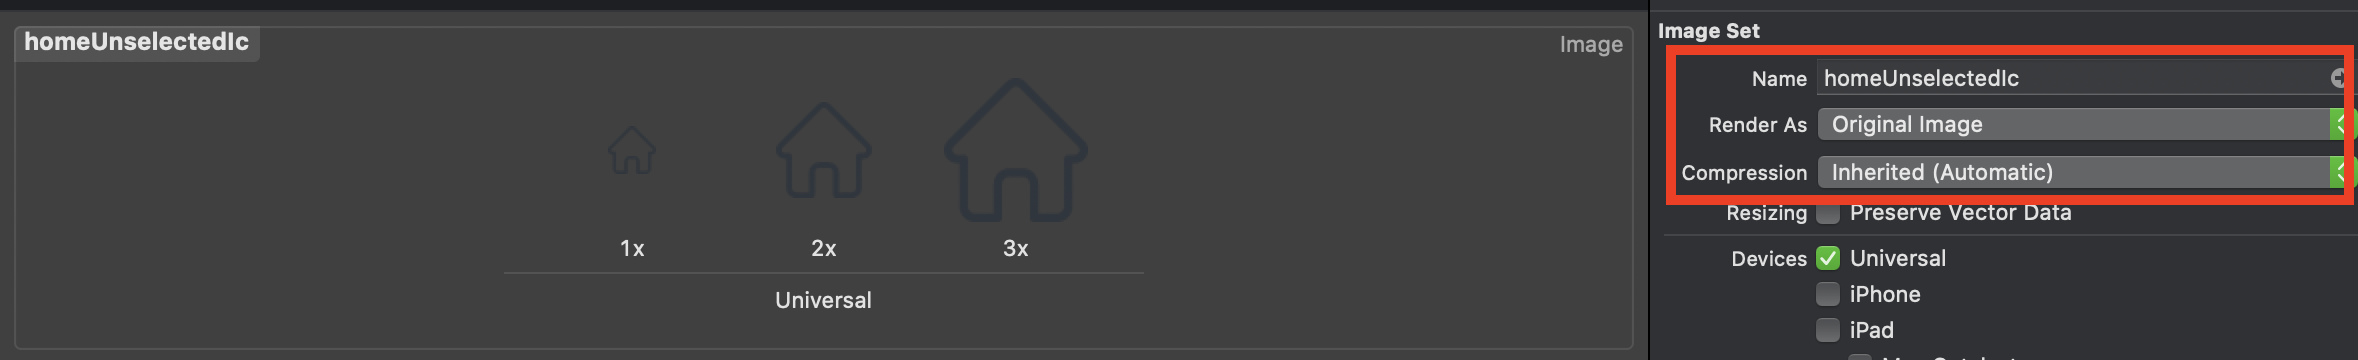 homeUnselectedIc
Image
1x 2x 3x
Universal
Image Set
Name homeUnselectedIc
Render As Original Image
Compression Inherited (Automatic)
Resizing Preserve Vector Data
Devices Universal
iPhone
iPad